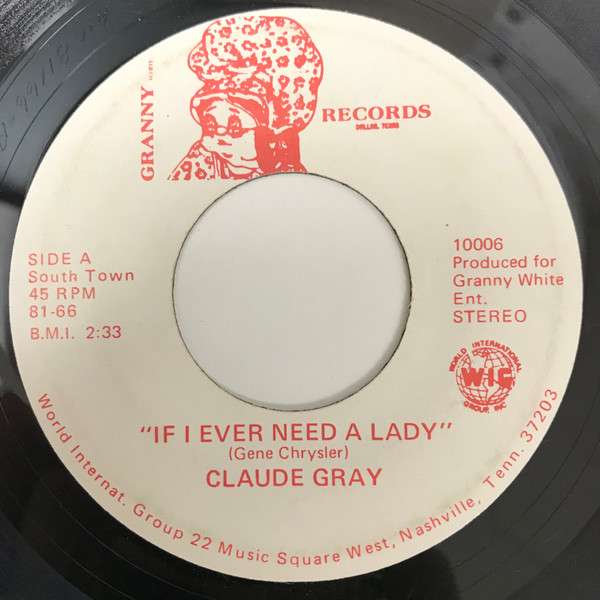 GRANNY
RECORDS
DALLAS, TEXAS
SIDE A
South Town
45 RPM
81-66
B.M.I. 2:33
10006
Produced for
Granny White
Ent.
STEREO
WORLD INTERNATIONAL
W·I·G
GROUP, INC
"IF I EVER NEED A LADY"
(Gene Chrysler)
CLAUDE GRAY
World Internat. Group 22 Music Square West, Nashville, Tenn. 37203